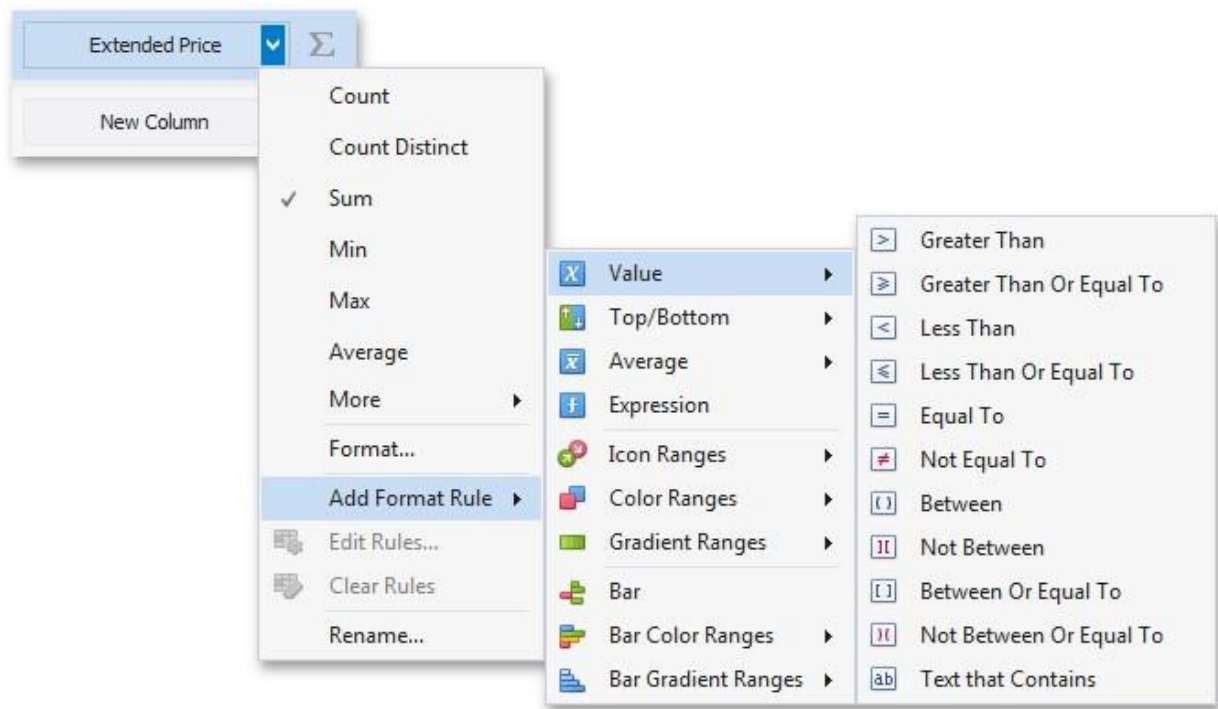 Extended Price
Σ
New Column
Count
Count Distinct
Sum
Min
Max
Average
More
Format...
Add Format Rule
Edit Rules...
Clear Rules
Rename...
Value
Top/Bottom
Average
Expression
Icon Ranges
Color Ranges
Gradient Ranges
Bar
Bar Color Ranges
Bar Gradient Ranges
Greater Than
Greater Than Or Equal To
Less Than
Less Than Or Equal To
Equal To
Not Equal To
Between
Not Between
Between Or Equal To
Not Between Or Equal To
ab Text that Contains